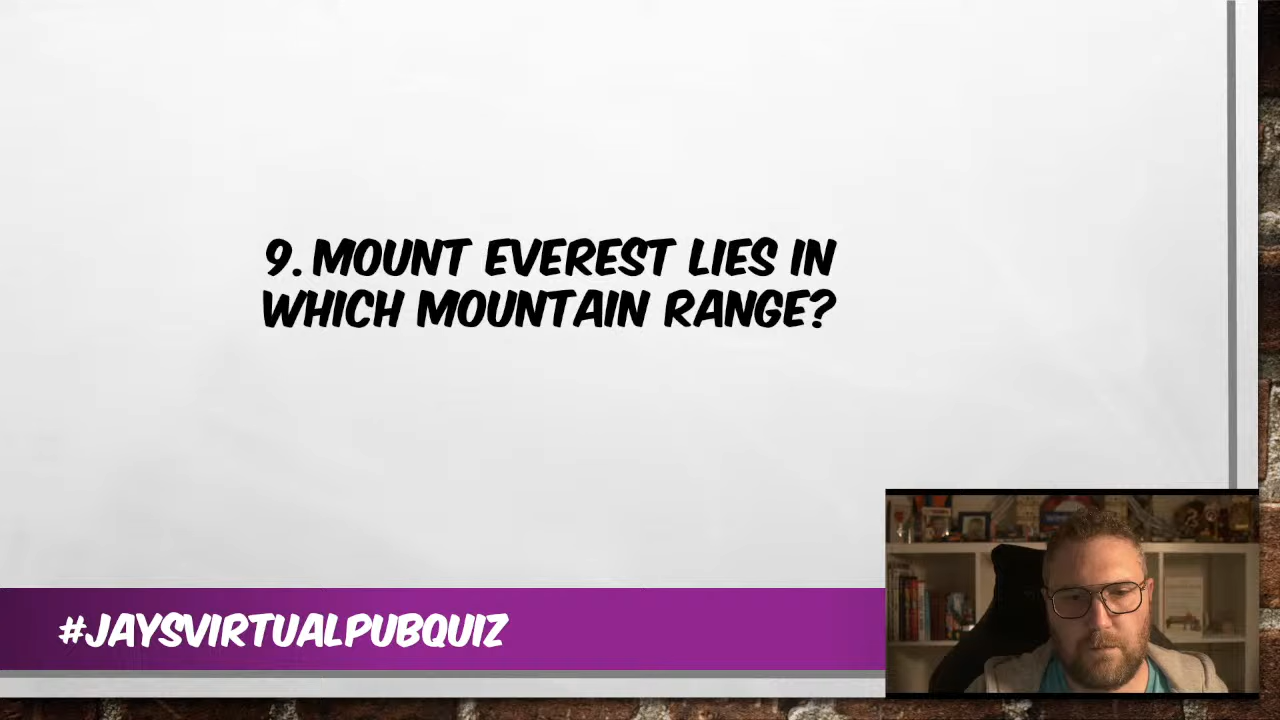 9. MOUNT EVEREST LIES IN
WHICH MOUNTAIN RANGE?
#JAYSVIRTUALPUBQUIZ